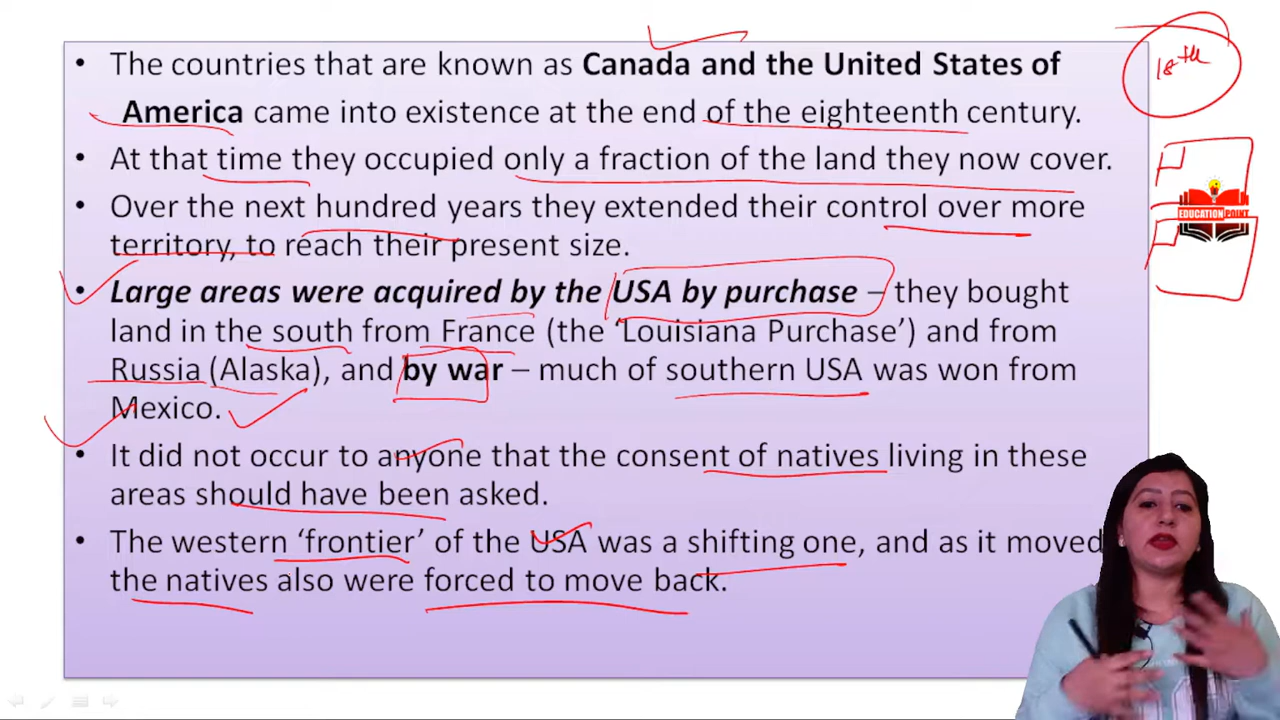 • The countries that are known as Canada and the United States of
America came into existence at the end of the eighteenth century.
• At that time they occupied only a fraction of the land they now cover.
• Over the next hundred years they extended their control over more
territory, to reach their present size.
• Large areas were acquired by the USA by purchase – they bought
land in the south from France (the ‘Louisiana Purchase’) and from
Russia (Alaska), and by war – much of southern USA was won from
Mexico.
• It did not occur to anyone that the consent of natives living in these
areas should have been asked.
• The western ‘frontier’ of the USA was a shifting one, and as it moved
the natives also were forced to move back.
18th
EDUCATION POINT